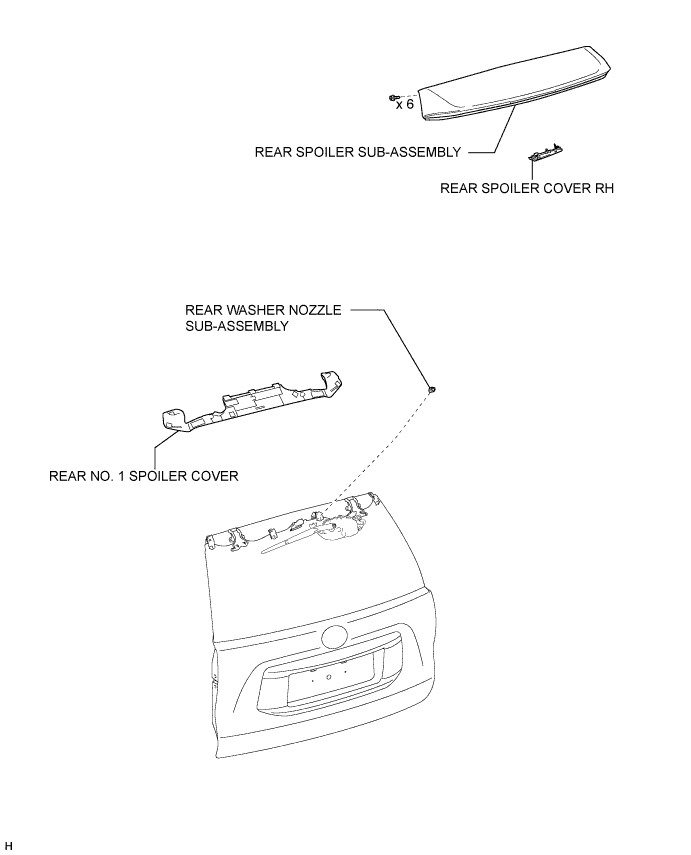 x 6
REAR SPOILER SUB-ASSEMBLY
REAR SPOILER COVER RH
REAR WASHER NOZZLE
SUB-ASSEMBLY
REAR NO. 1 SPOILER COVER
H